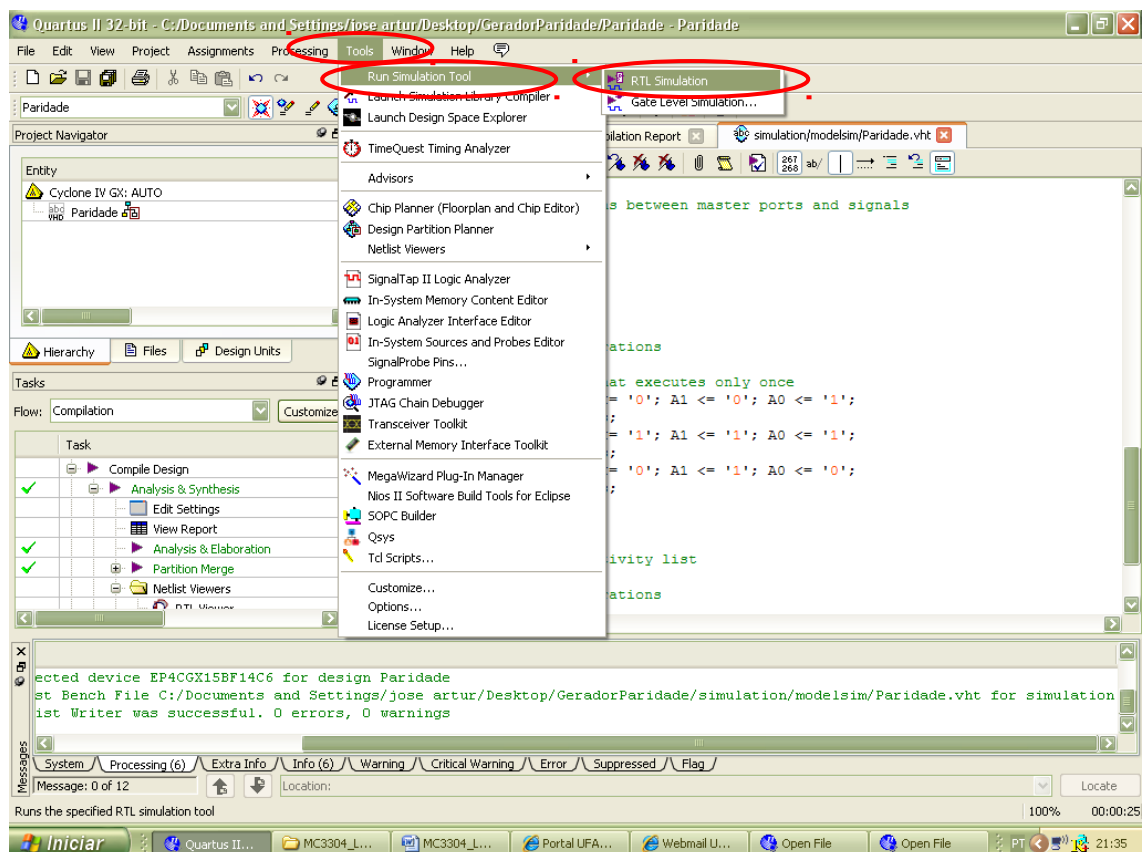 Quartus II 32-bit - C:/Documents and Settings/jose artur/Desktop/GeradorParidade/Paridade - Paridade
File Edit View Project Assignments Processing Tools Window Help
Paridade
Run Simulation Tool
RTL Simulation
Launch Simulation Library Compiler
Gate Level Simulation...
Launch Design Space Explorer
TimeQuest Timing Analyzer
Advisors
Chip Planner (Floorplan and Chip Editor)
Design Partition Planner
Netlist Viewers
SignalTap II Logic Analyzer
In-System Memory Content Editor
Logic Analyzer Interface Editor
In-System Sources and Probes Editor
SignalProbe Pins...
Programmer
JTAG Chain Debugger
Transceiver Toolkit
External Memory Interface Toolkit
MegaWizard Plug-In Manager
Nios II Software Build Tools for Eclipse
SOPC Builder
Qsys
Tcl Scripts...
Customize...
Options...
License Setup...
Project Navigator
Entity
Cyclone IV GX: AUTO
abc VHD Paridade
Hierarchy Files Design Units
Tasks
Flow: Compilation Customize
Task
Compile Design
Analysis & Synthesis
Edit Settings
View Report
Analysis & Elaboration
Partition Merge
Netlist Viewers
RTL Viewer
pilation Report simulation/modelsim/Paridade.vht
267 268 ab/
s between master ports and signals
ations
at executes only once
= '0'; A1 <= '0'; A0 <= '1';
;
= '1'; A1 <= '1'; A0 <= '1';
;
= '0'; A1 <= '1'; A0 <= '0';
;
ivity list
ations
ected device EP4CGX15BF14C6 for design Paridade
st Bench File C:/Documents and Settings/jose artur/Desktop/GeradorParidade/simulation/modelsim/Paridade.vht for simulation
ist Writer was successful. 0 errors, 0 warnings
Messages
System Processing (6) Extra Info Info (6) Warning Critical Warning Error Suppressed Flag
Message: 0 of 12 Location: Locate
Runs the specified RTL simulation tool 100% 00:00:25
Iniciar Quartus II... MC3304_L... MC3304_L... Portal UFA... Webmail U... Open File Open File PT 21:35